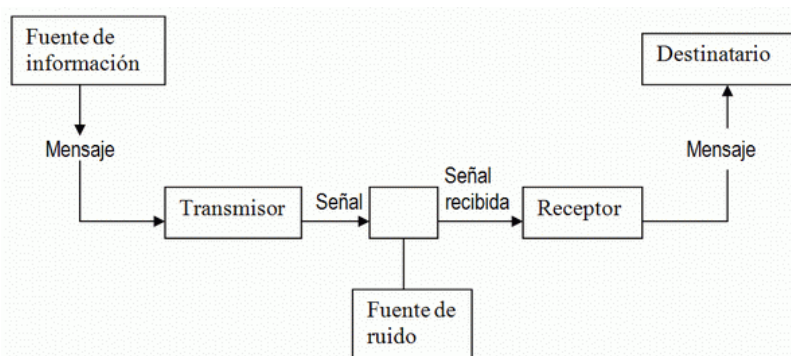 Fuente de
información
Destinatario
Mensaje
Mensaje
Transmisor
Señal
Señal
recibida
Receptor
Fuente de
ruido